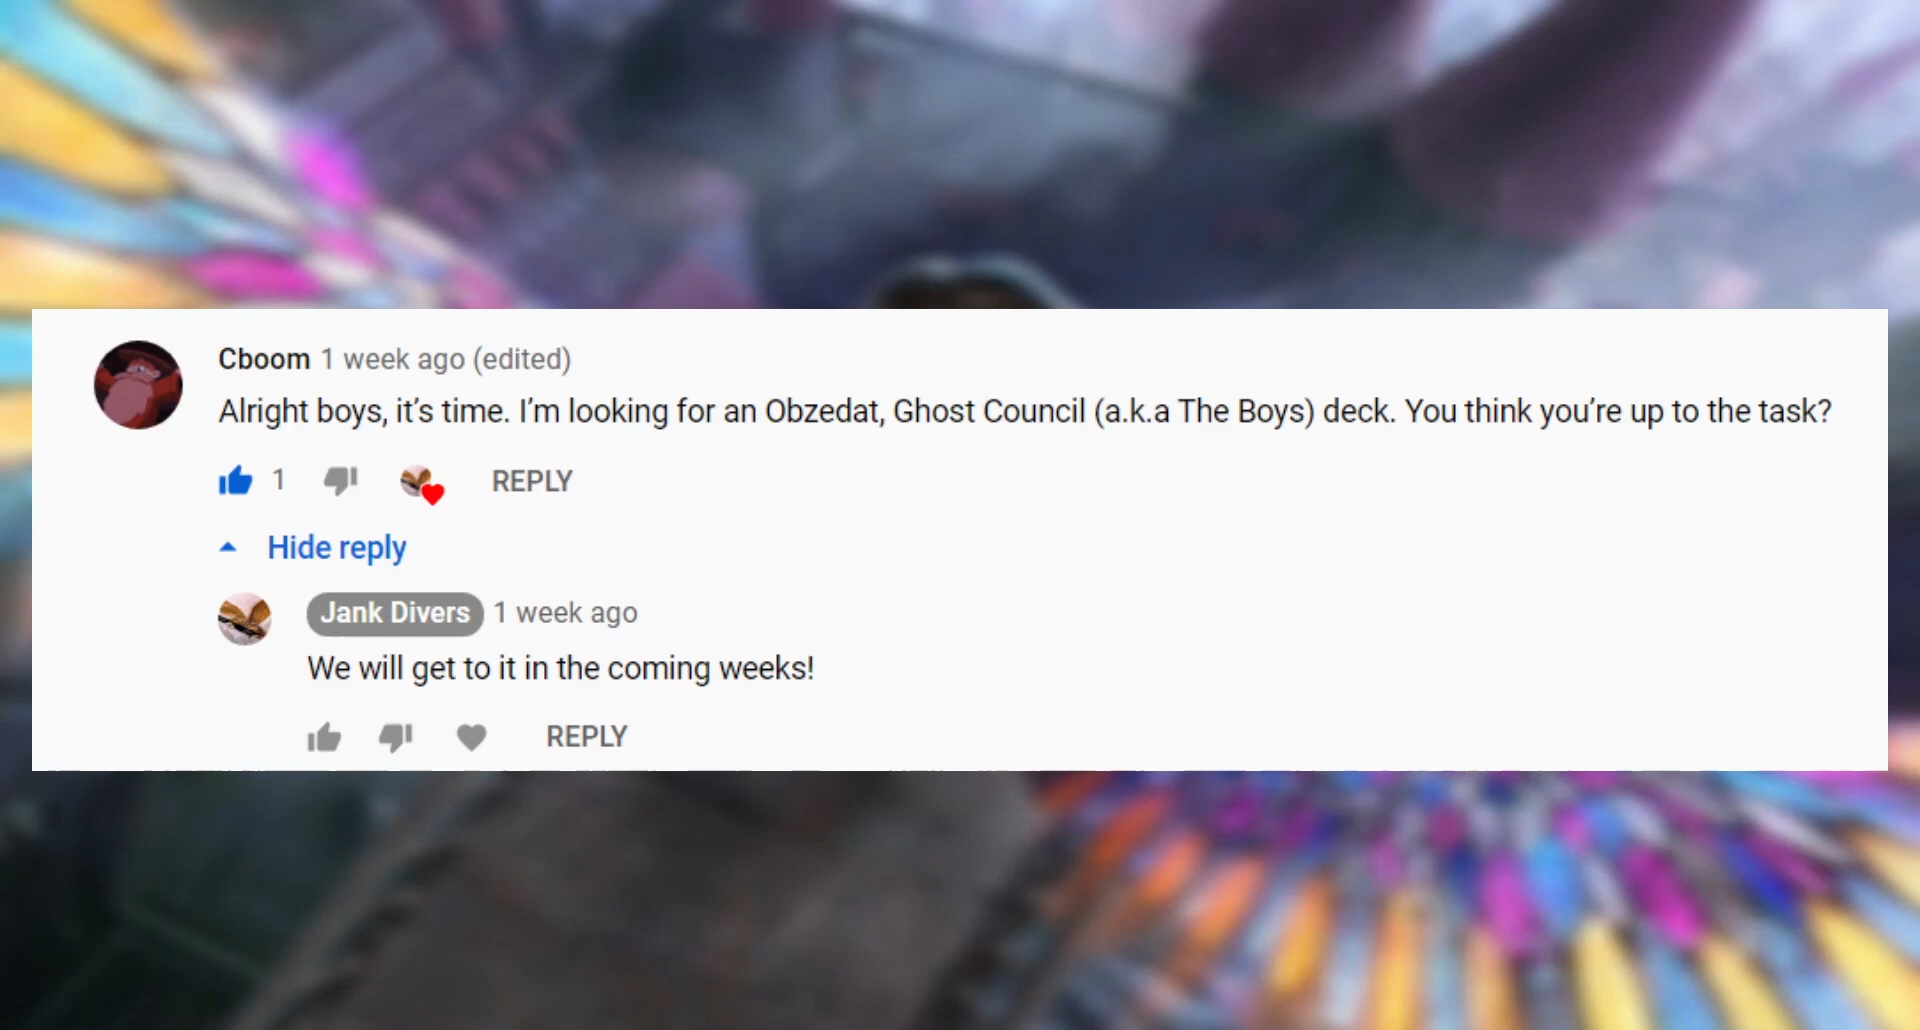 Cboom 1 week ago (edited)
Alright boys, it's time. I'm looking for an Obzedat, Ghost Council (a.k.a The Boys) deck. You think you're up to the task?
1 REPLY
Hide reply
Jank Divers 1 week ago
We will get to it in the coming weeks!
REPLY